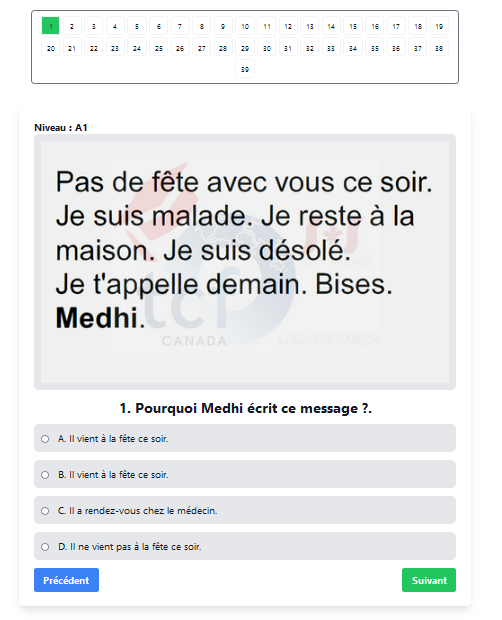 1 2 3 4 5 6 7 8 9 10 11 12 13 14 15 16 17 18 19
20 21 22 23 24 25 26 27 28 29 30 31 32 33 34 35 36 37 38
39
Niveau : A1
Pas de fête avec vous ce soir.
Je suis malade. Je reste à la
maison. Je suis désolé.
Je t'appelle demain. Bises.
Medhi.
tcf
CANADA
1. Pourquoi Medhi écrit ce message ?.
A. Il vient à la fête ce soir.
B. Il vient à la fête ce soir.
C. Il a rendez-vous chez le médecin.
D. Il ne vient pas à la fête ce soir.
Précédent Suivant